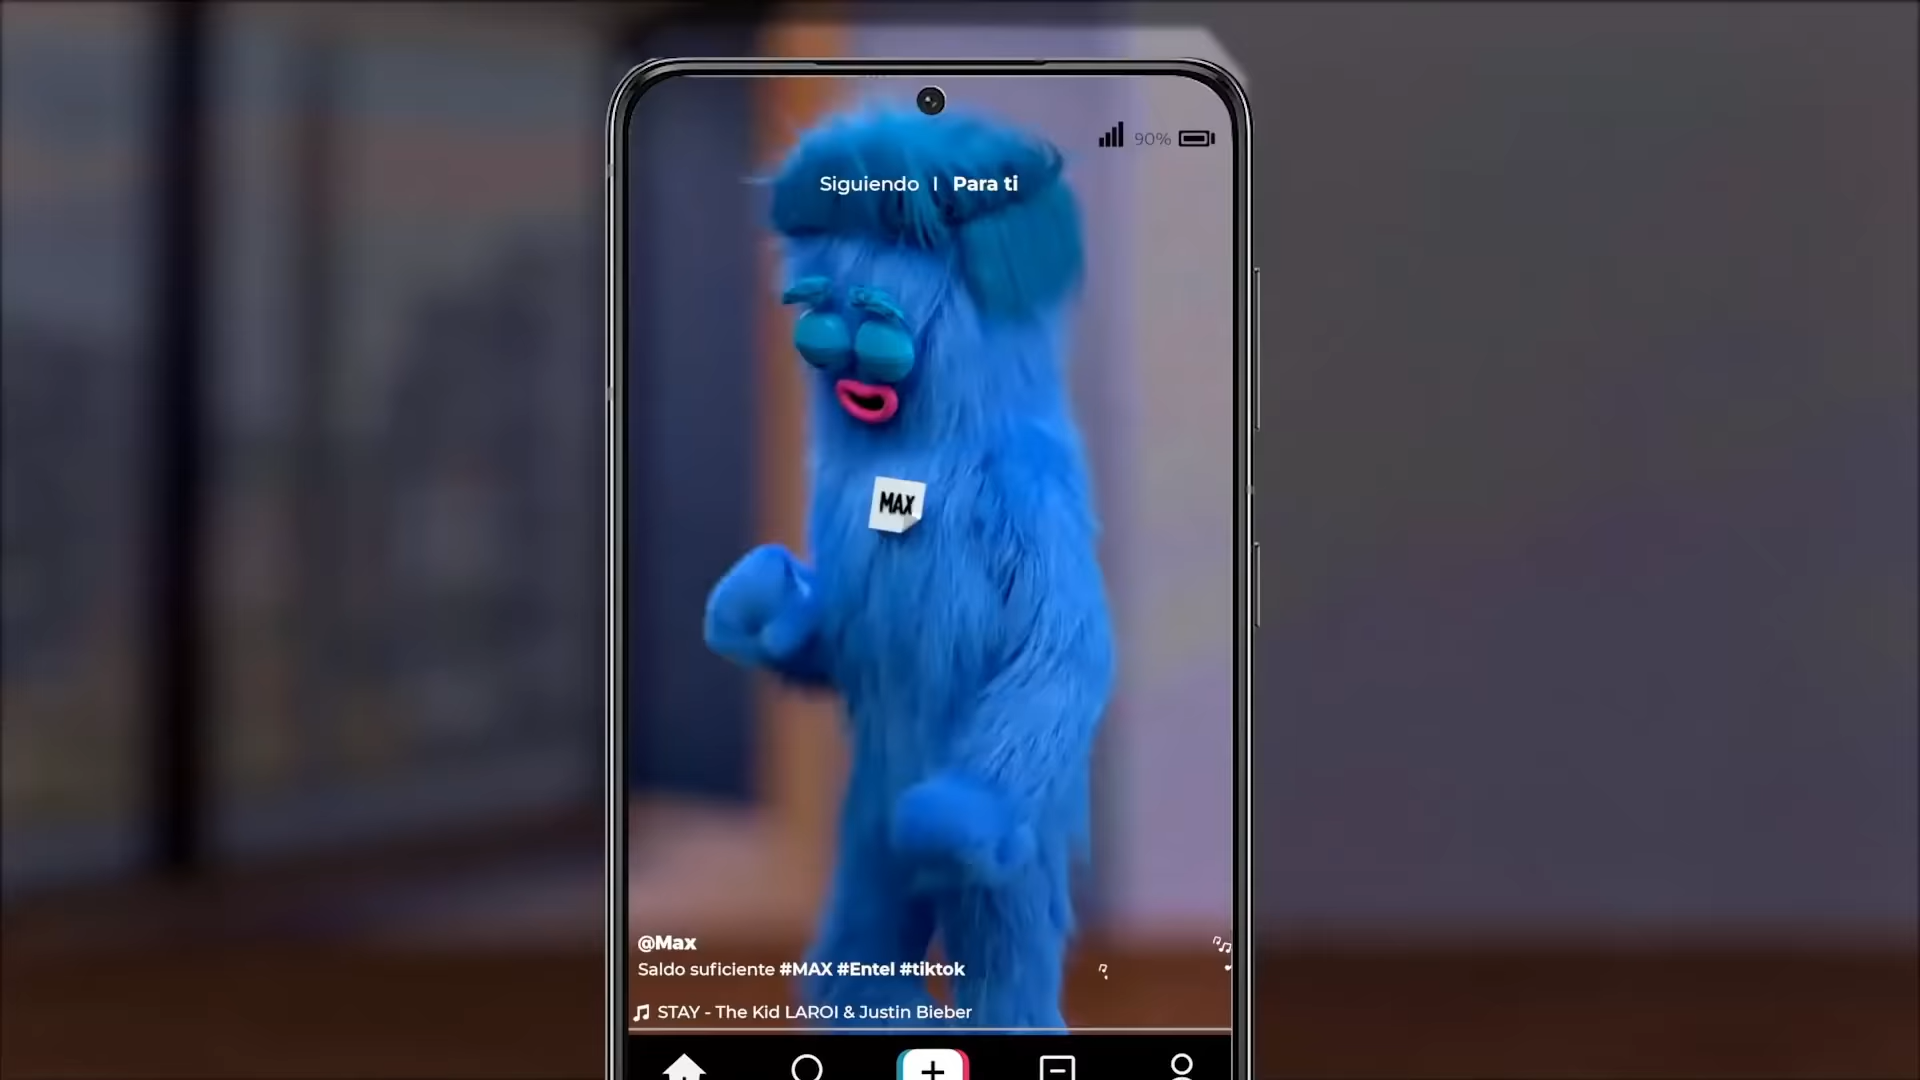 90%
Siguiendo | Para ti
MAX
@Max
Saldo suficiente #MAX #Entel #tiktok
STAY - The Kid LAROI & Justin Bieber